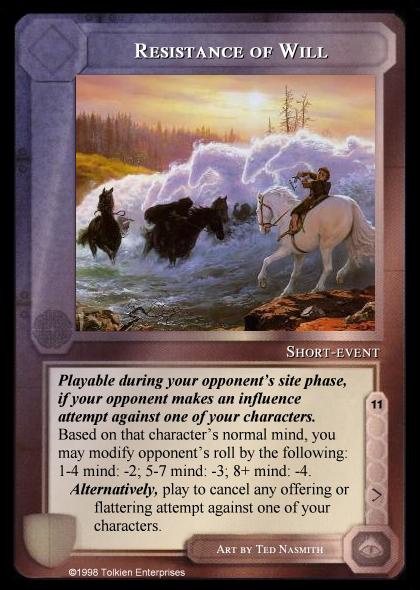 RESISTANCE OF WILL
SHORT-EVENT
Playable during your opponent's site phase,
if your opponent makes an influence
attempt against one of your characters.
Based on that character's normal mind, you
may modify opponent's roll by the following:
1-4 mind: -2; 5-7 mind: -3; 8+ mind: -4.
Alternatively, play to cancel any offering or
flattering attempt against one of your
characters.
11
ART BY TED NASMITH
©1998 Tolkien Enterprises